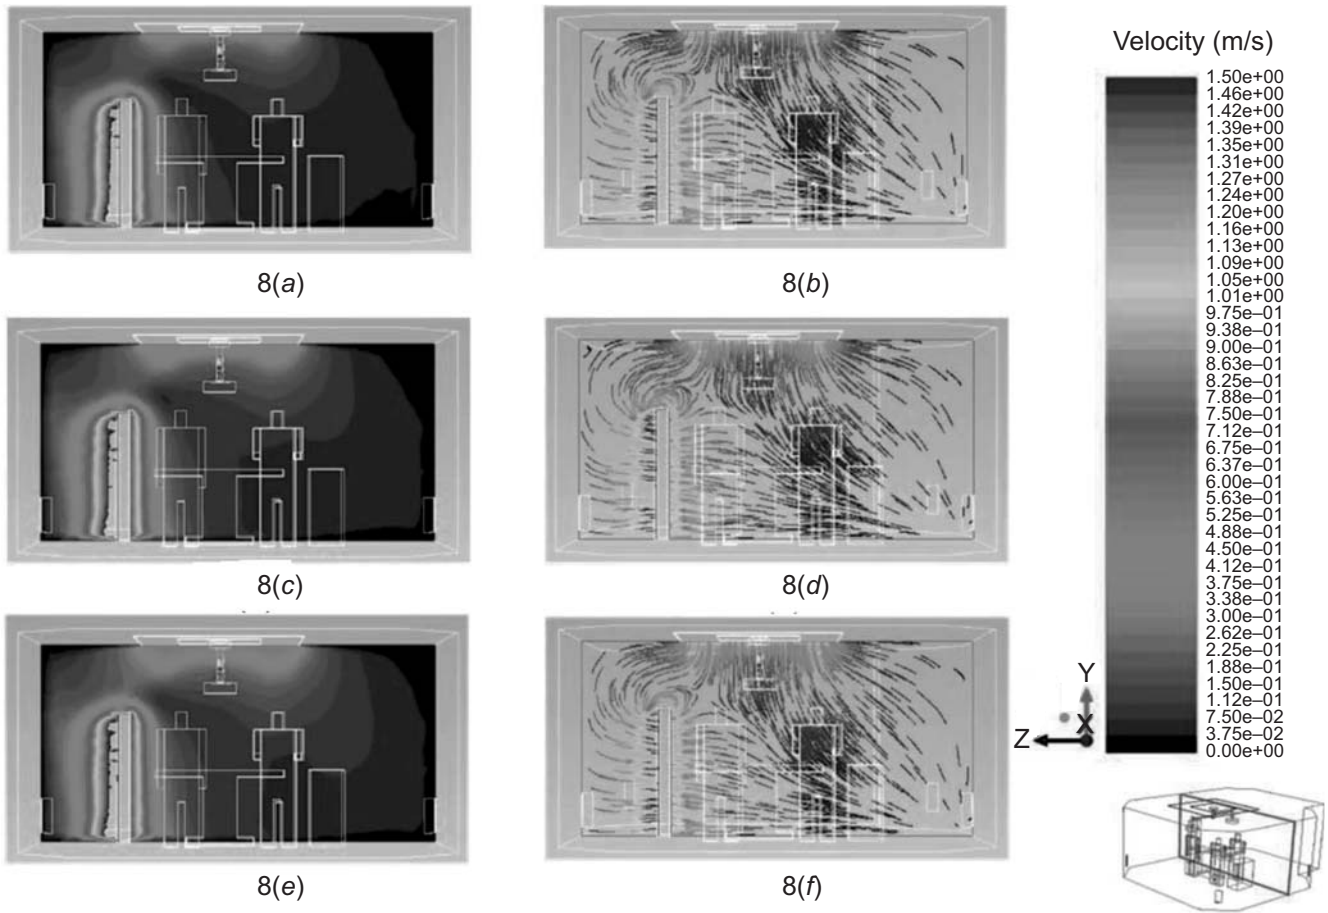 8(a)
8(b)
8(c)
8(d)
8(e)
8(f)
Velocity (m/s)
1.50e+00
1.46e+00
1.42e+00
1.39e+00
1.35e+00
1.31e+00
1.27e+00
1.24e+00
1.20e+00
1.16e+00
1.13e+00
1.09e+00
1.05e+00
1.01e+00
9.75e–01
9.38e–01
9.00e–01
8.63e–01
8.25e–01
7.88e–01
7.50e–01
7.12e–01
6.75e–01
6.37e–01
6.00e–01
5.63e–01
5.25e–01
4.88e–01
4.50e–01
4.12e–01
3.75e–01
3.38e–01
3.00e–01
2.62e–01
2.25e–01
1.88e–01
1.50e–01
1.12e–01
7.50e–02
3.75e–02
0.00e+00
Y
X
Z